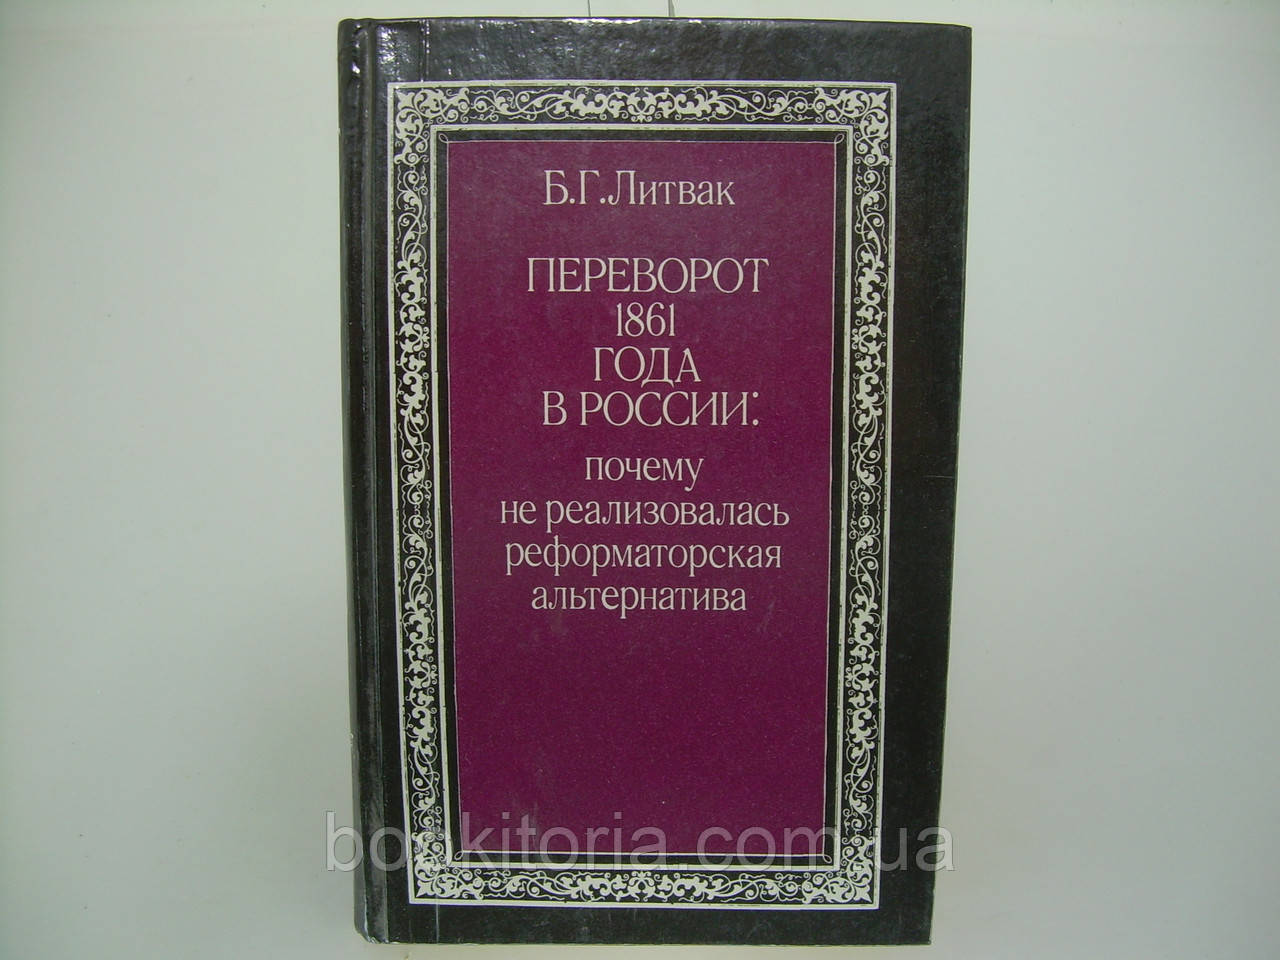 Б.Г.Литвак
ПЕРЕВОРОТ
1861
ГОДА
В РОССИИ:
почему
не реализовалась
реформаторская
альтернатива
bookitoria.com.ua